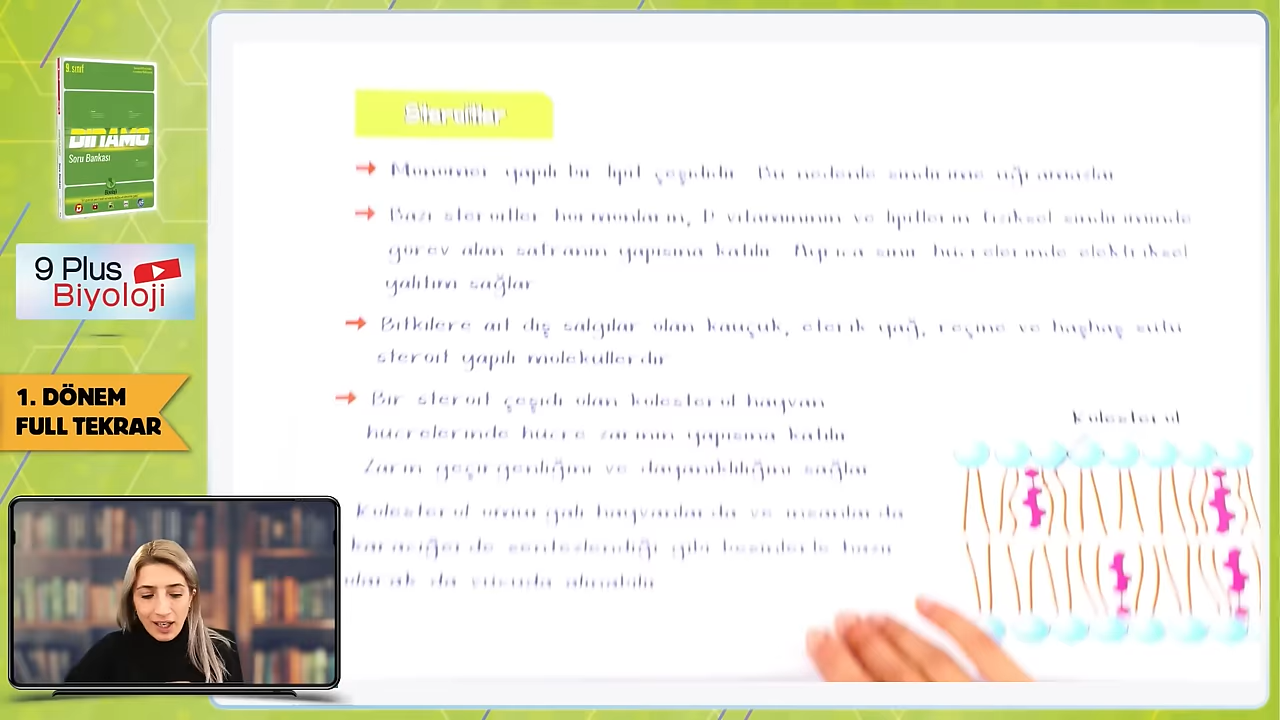 9. sınıf
DİNAMO
Soru Bankası
9 Plus
Biyoloji
1. DÖNEM
FULL TEKRAR
Steroitler
→ Monomer yapılı bir lipit çeşididir. Bu nedenle sindirime uğramazlar.
→ Bazı steroitler hormonların, D vitamininin ve lipitlerin fiziksel sindiriminde
görev alan safranın yapısına katılır. Ayrıca sinir hücrelerinde elektriksel
yalıtım sağlar.
→ Bitkilere ait dış salgılar olan kauçuk, eterik yağ, reçine ve haşhaş sütü
steroit yapılı moleküllerdir.
→ Bir steroit çeşidi olan kolesterol hayvan
hücrelerinde hücre zarının yapısına katılır.
Zarın geçirgenliğini ve dayanıklılığını sağlar.
Kolesterol omurgalı hayvanlarda ve insanlarda
karaciğerde sentezlendiği gibi besinlerle hazır
olarak da vücuda alınabilir.
Kolesterol